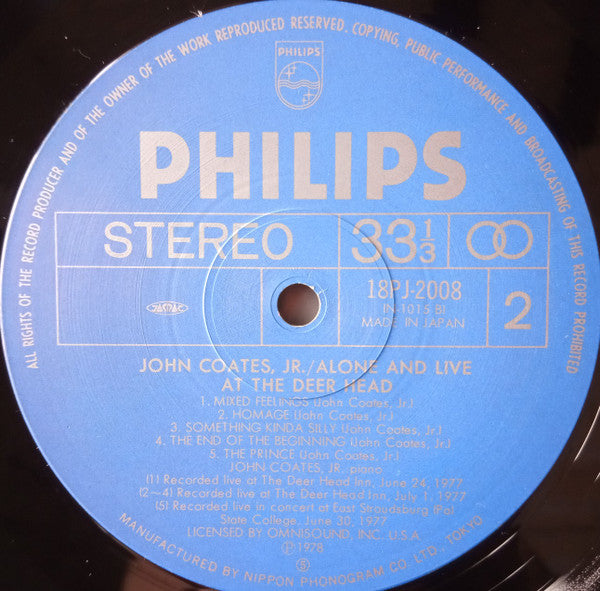 ALL RIGHTS OF THE RECORD PRODUCER AND OF THE OWNER OF THE WORK REPRODUCED RESERVED. COPYING, PUBLIC PERFORMANCE AND BROADCASTING OF THIS RECORD PROHIBITED
PHILIPS
PHILIPS
STEREO
33 1/3
JASRAC
18PJ-2008
IN-1015 B1
MADE IN JAPAN
2
JOHN COATES, JR./ALONE AND LIVE
AT THE DEER HEAD
1. MIXED FEELINGS (John Coates, Jr.)
2. HOMAGE (John Coates, Jr.)
3. SOMETHING KINDA SILLY (John Coates, Jr.)
4. THE END OF THE BEGINNING (John Coates, Jr.)
5. THE PRINCE (John Coates, Jr.)
JOHN COATES, JR. piano
(1) Recorded live at The Deer Head Inn, June 24, 1977
(2~4) Recorded live at The Deer Head Inn, July 1, 1977
(5) Recorded live in concert at East Stroudsburg (Pa)
State College, June 30, 1977
LICENSED BY OMNISOUND, INC. U.S.A
Ⓟ1978
Ⓢ
MANUFACTURED BY NIPPON PHONOGRAM CO. LTD., TOKYO